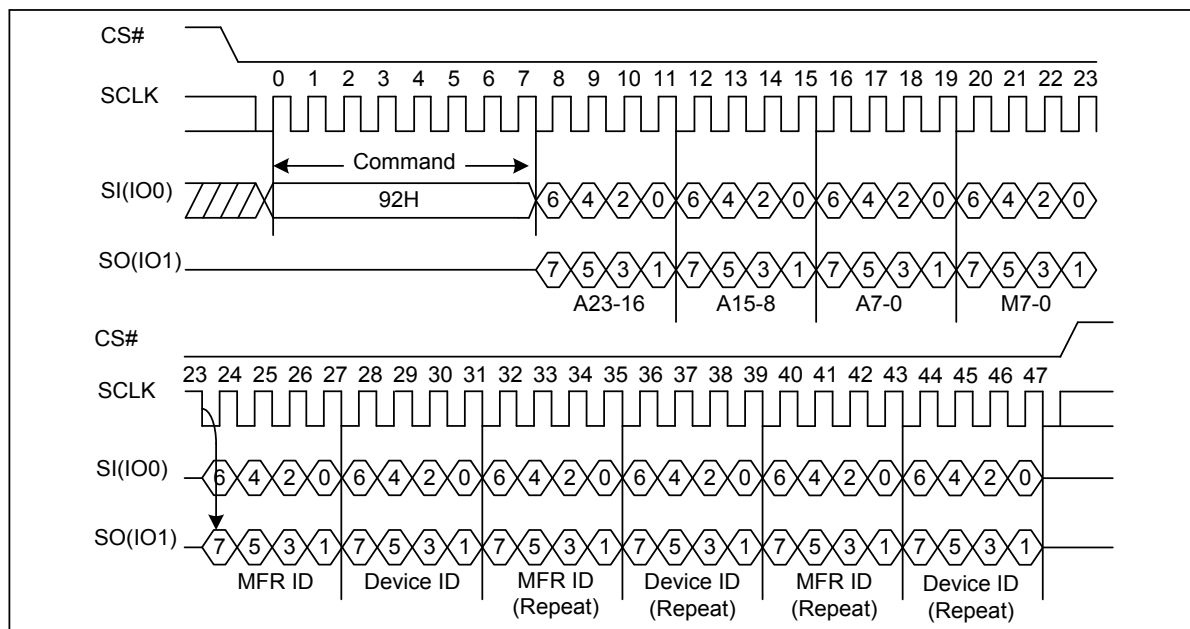 CS#
0 1 2 3 4 5 6 7 8 9 10 11 12 13 14 15 16 17 18 19 20 21 22 23
SCLK
Command
SI(IO0) 92H 6 4 2 0 6 4 2 0 6 4 2 0 6 4 2 0
SO(IO1) 7 5 3 1 7 5 3 1 7 5 3 1 7 5 3 1
A23-16 A15-8 A7-0 M7-0
CS#
23 24 25 26 27 28 29 30 31 32 33 34 35 36 37 38 39 40 41 42 43 44 45 46 47
SCLK
SI(IO0) 6 4 2 0 6 4 2 0 6 4 2 0 6 4 2 0 6 4 2 0 6 4 2 0
SO(IO1) 7 5 3 1 7 5 3 1 7 5 3 1 7 5 3 1 7 5 3 1 7 5 3 1
MFR ID Device ID MFR ID Device ID MFR ID Device ID
(Repeat) (Repeat) (Repeat) (Repeat)